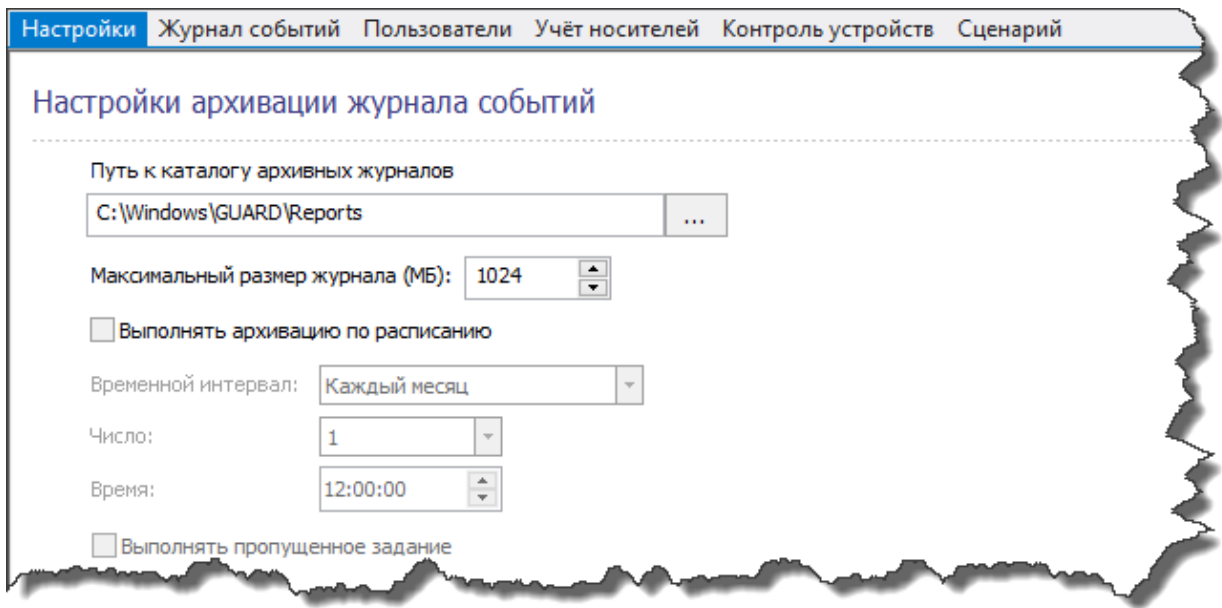 Настройки Журнал событий Пользователи Учёт носителей Контроль устройств Сценарий
Настройки архивации журнала событий
Путь к каталогу архивных журналов
C:\Windows\GUARD\Reports ...
Максимальный размер журнала (МБ): 1024
Выполнять архивацию по расписанию
Временной интервал: Каждый месяц
Число: 1
Время: 12:00:00
Выполнять пропущенное задание